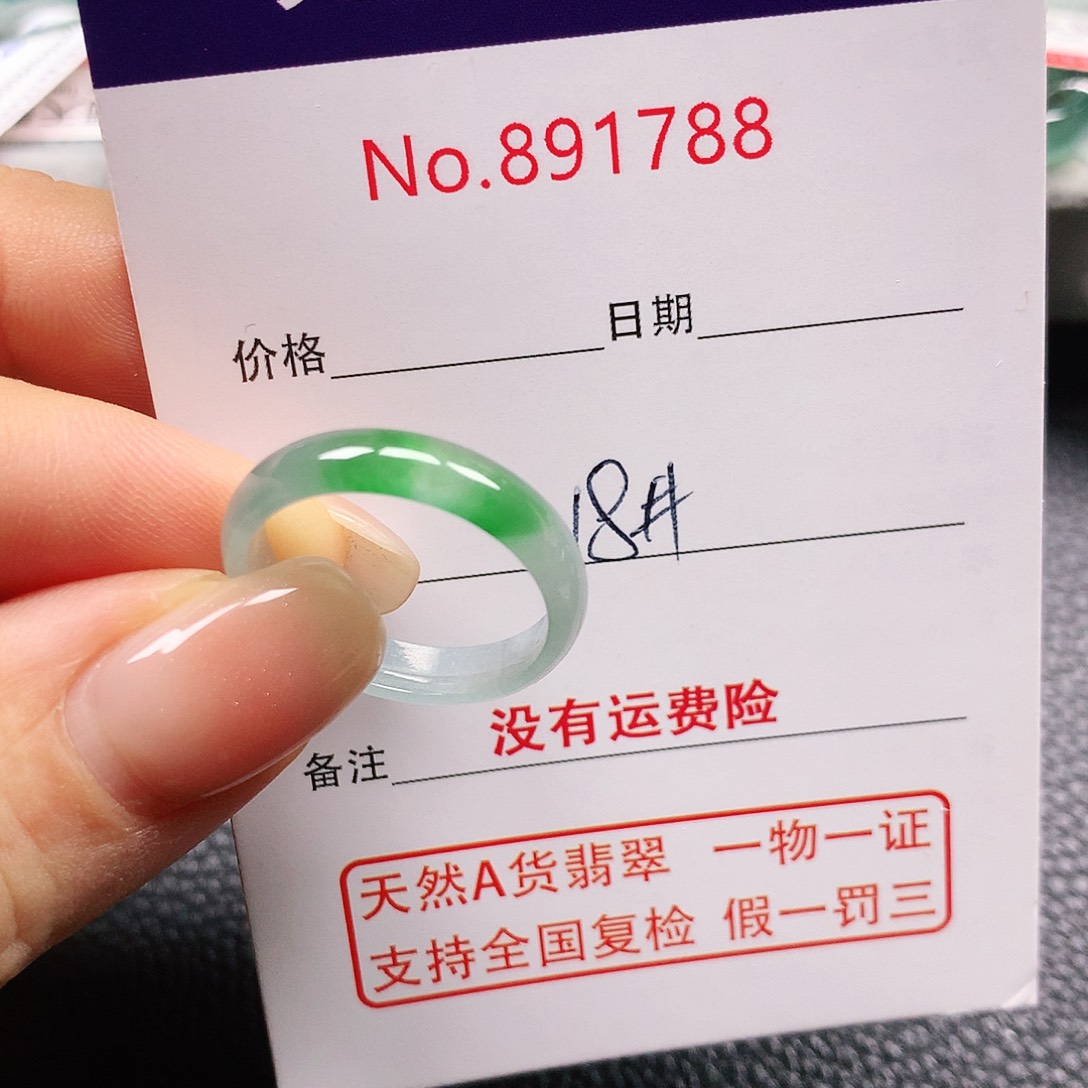 No.891788
价格 日期
18#
没有运费险
备注
天然A货翡翠 一物一证
支持全国复检 假一罚三